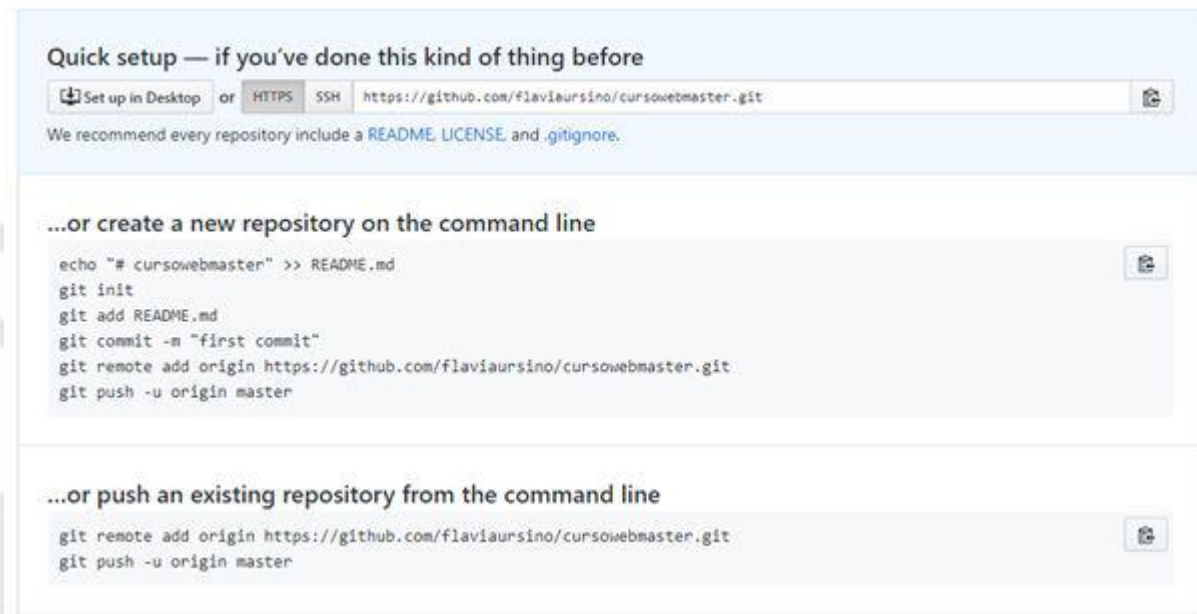 Quick setup — if you've done this kind of thing before
Set up in Desktop or HTTPS SSH https://github.com/flaviaursino/cursowebmaster.git
We recommend every repository include a README, LICENSE, and .gitignore.
...or create a new repository on the command line
echo "# cursowebmaster" >> README.md
git init
git add README.md
git commit -m "first commit"
git remote add origin https://github.com/flaviaursino/cursowebmaster.git
git push -u origin master
...or push an existing repository from the command line
git remote add origin https://github.com/flaviaursino/cursowebmaster.git
git push -u origin master